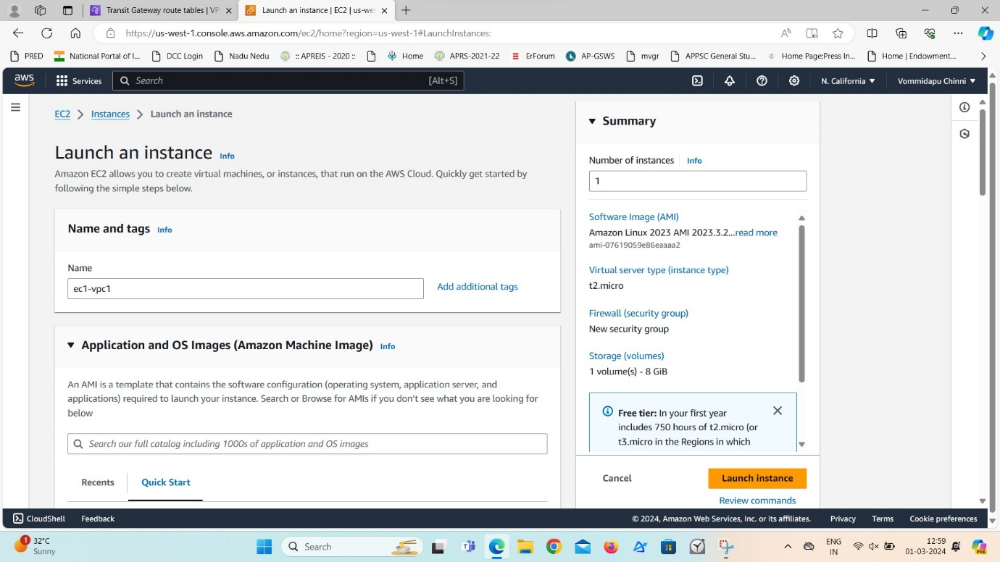 Transit Gateway route tables | VP
Launch an instance | EC2 | us-we
https://us-west-1.console.aws.amazon.com/ec2/home?region=us-west-1#LaunchInstances:
PRED
National Portal of I...
DCC Login
Nadu Nedu
:: APREIS - 2020 ::
Home
APRS-2021-22
ErForum
AP-GSWS
mvgr
APPSC General Stu...
Home Page:Press In...
Home | Endowment...
aws
Services
Search
[Alt+S]
N. California
Vommidapu Chinni
EC2
Instances
Launch an instance
Launch an instance Info
Amazon EC2 allows you to create virtual machines, or instances, that run on the AWS Cloud. Quickly get started by
following the simple steps below.
Name and tags Info
Name
ec1-vpc1
Add additional tags
Application and OS Images (Amazon Machine Image) Info
An AMI is a template that contains the software configuration (operating system, application server, and
applications) required to launch your instance. Search or Browse for AMIs if you don't see what you are looking for
below
Search our full catalog including 1000s of application and OS images
Recents
Quick Start
Summary
Number of instances Info
1
Software Image (AMI)
Amazon Linux 2023 AMI 2023.3.2...read more
ami-07619059e86eaaaa2
Virtual server type (instance type)
t2.micro
Firewall (security group)
New security group
Storage (volumes)
1 volume(s) - 8 GiB
Free tier: In your first year
includes 750 hours of t2.micro (or
t3.micro in the Regions in which
Cancel
Launch instance
Review commands
CloudShell
Feedback
© 2024, Amazon Web Services, Inc. or its affiliates.
Privacy
Terms
Cookie preferences
1
32°C
Sunny
Search
ENG
IN
12:59
01-03-2024
PRE